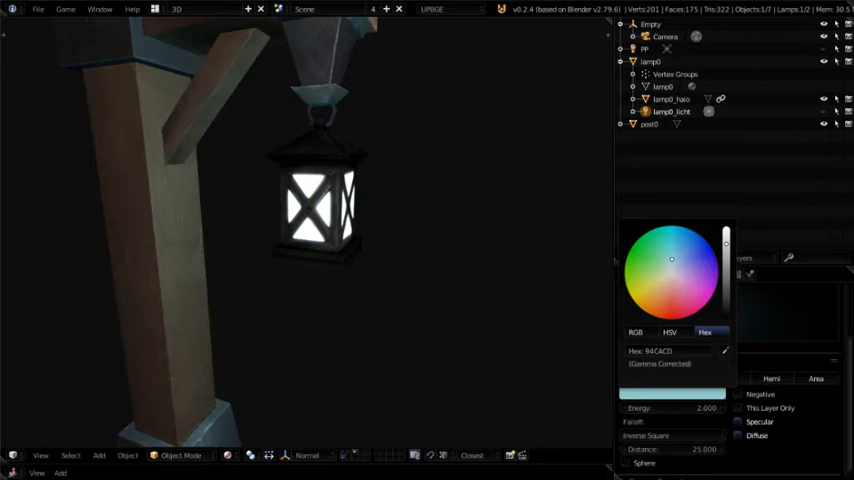 File Game Window Help 3D Scene 4 UPBGE v0.2.4 (based on Blender v2.79.6) Verts:201 | Faces:175 | Tris:322 | Objects:1/7 | Lamps:1/2 | Mem: 30.5
Empty
Camera
PP
lamp0
Vertex Groups
lamp0
lamp0_halo
lamp0_licht
post0
RGB HSV Hex
Hex: 94CACD
(Gamma Corrected)
Hemi Area
Negative
Energy: 2.000 This Layer Only
Falloff: Specular
Inverse Square Diffuse
Distance: 25.000
Sphere
View Select Add Object Object Mode Normal Closest
View Add